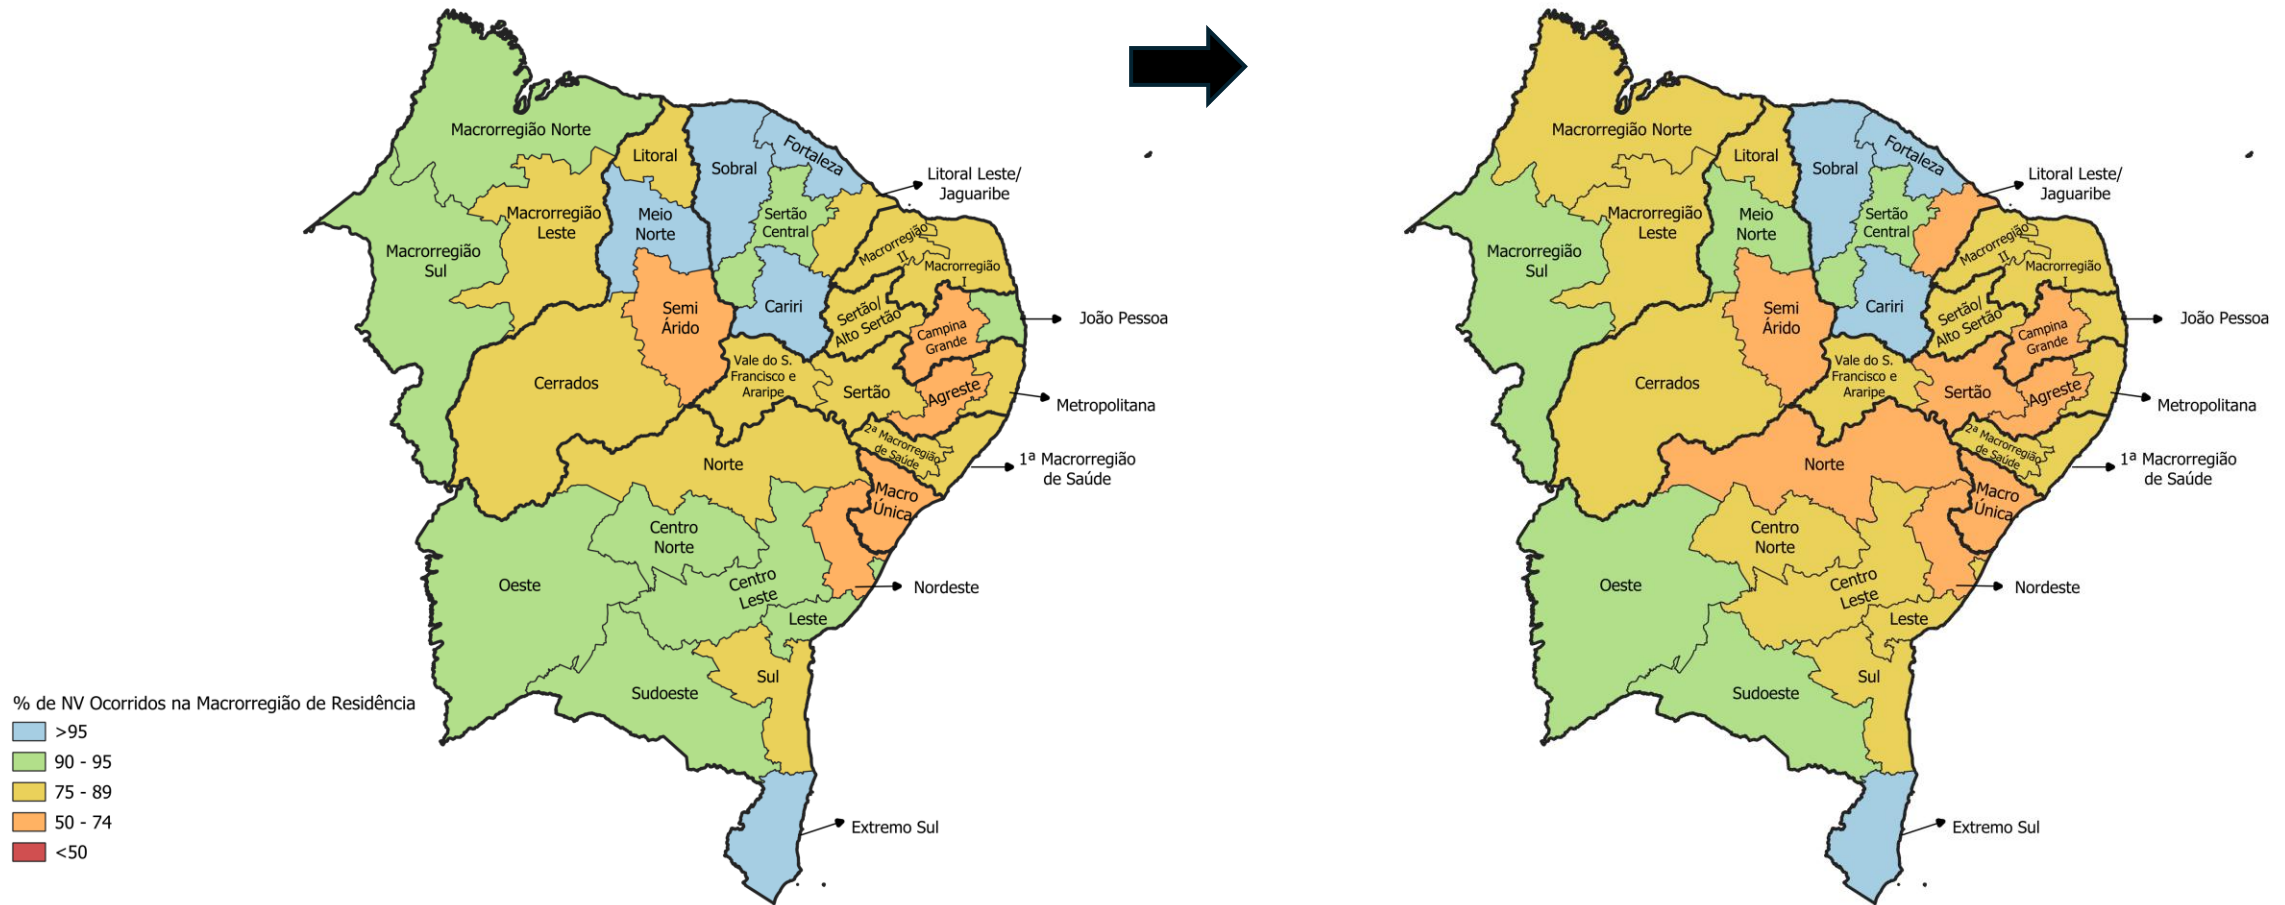 Macrorregião Norte
Litoral
Sobral
Fortaleza
Litoral Leste/
Jaguaribe
Macrorregião
Leste
Meio
Norte
Sertão
Central
Macrorregião
Sul
Macrorregião
II
Macrorregião
I
Semi
Árido
Cariri
Sertão/
Alto Sertão
Campina
Grande
João Pessoa
Cerrados
Vale do S.
Francisco e
Araripe
Sertão
Agreste
Metropolitana
2ª Macrorregião
de Saúde
1ª Macrorregião
de Saúde
Norte
Macro
Única
Centro
Norte
Oeste
Centro
Leste
Nordeste
Leste
Sul
Sudoeste
Extremo Sul
% de NV Ocorridos na Macrorregião de Residência
>95
90 - 95
75 - 89
50 - 74
<50
Macrorregião Norte
Litoral
Sobral
Fortaleza
Litoral Leste/
Jaguaribe
Macrorregião
Leste
Meio
Norte
Sertão
Central
Macrorregião
Sul
Macrorregião
II
Macrorregião
I
Semi
Árido
Cariri
Sertão/
Alto Sertão
Campina
Grande
João Pessoa
Cerrados
Vale do S.
Francisco e
Araripe
Sertão
Agreste
Metropolitana
2ª Macrorregião
de Saúde
1ª Macrorregião
de Saúde
Norte
Macro
Única
Centro
Norte
Oeste
Centro
Leste
Nordeste
Leste
Sul
Sudoeste
Extremo Sul